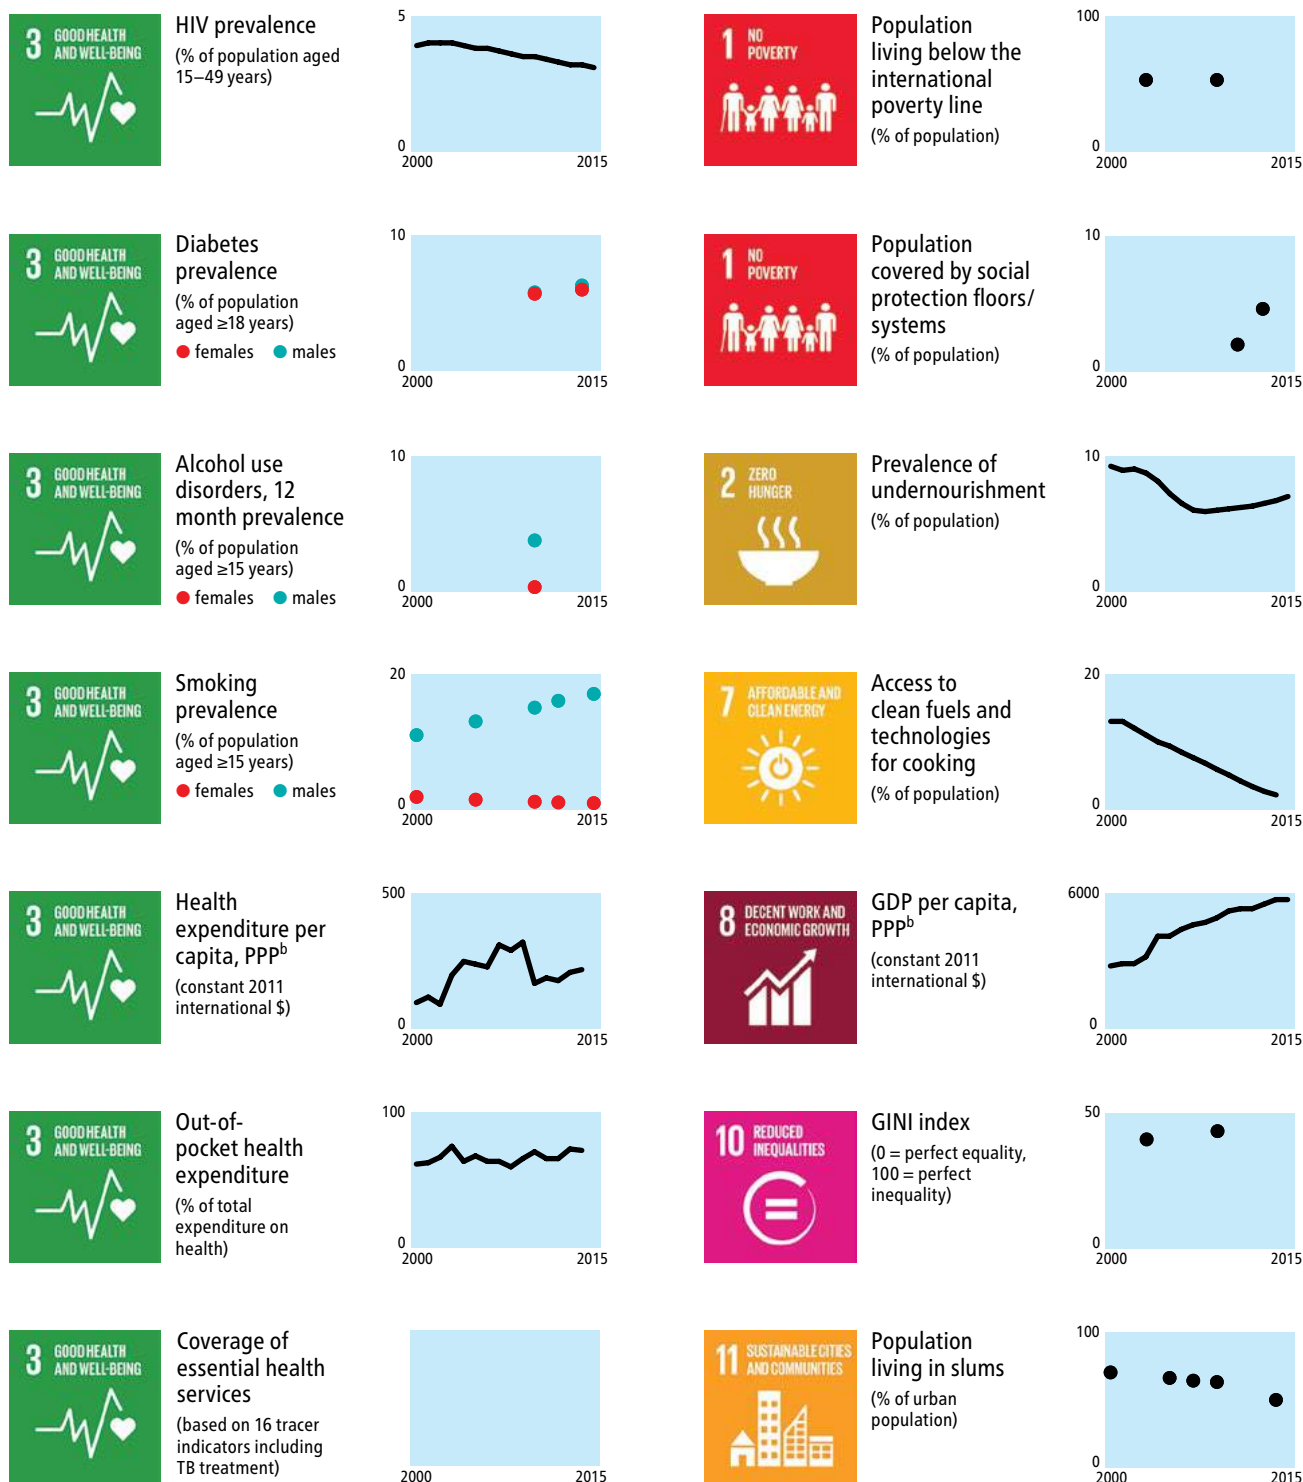 3 GOOD HEALTH
AND WELL-BEING
HIV prevalence
(% of population aged
15–49 years)
5
0
2000 2015
1 NO
POVERTY
Population
living below the
international
poverty line
(% of population)
100
0
2000 2015
3 GOOD HEALTH
AND WELL-BEING
Diabetes
prevalence
(% of population
aged ≥18 years)
females males
10
0
2000 2015
1 NO
POVERTY
Population
covered by social
protection floors/
systems
(% of population)
10
0
2000 2015
3 GOOD HEALTH
AND WELL-BEING
Alcohol use
disorders, 12
month prevalence
(% of population
aged ≥15 years)
females males
10
0
2000 2015
2 ZERO
HUNGER
Prevalence of
undernourishment
(% of population)
10
0
2000 2015
3 GOOD HEALTH
AND WELL-BEING
Smoking
prevalence
(% of population
aged ≥15 years)
females males
20
0
2000 2015
7 AFFORDABLE AND
CLEAN ENERGY
Access to
clean fuels and
technologies
for cooking
(% of population)
20
0
2000 2015
3 GOOD HEALTH
AND WELL-BEING
Health
expenditure per
capita, PPPb
(constant 2011
international $)
500
0
2000 2015
8 DECENT WORK AND
ECONOMIC GROWTH
GDP per capita,
PPPb
(constant 2011
international $)
6000
0
2000 2015
3 GOOD HEALTH
AND WELL-BEING
Out-of-
pocket health
expenditure
(% of total
expenditure on
health)
100
0
2000 2015
10 REDUCED
INEQUALITIES
GINI index
(0 = perfect equality,
100 = perfect
inequality)
50
0
2000 2015
3 GOOD HEALTH
AND WELL-BEING
Coverage of
essential health
services
(based on 16 tracer
indicators including
TB treatment)
2000 2015
11 SUSTAINABLE CITIES
AND COMMUNITIES
Population
living in slums
(% of urban
population)
100
0
2000 2015